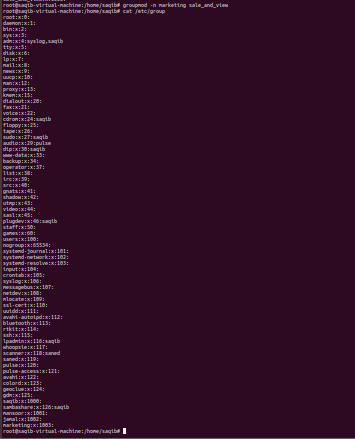 root@saqib-virtual-machine:/home/saqib# groupmod -n marketing sale_and_view
root@saqib-virtual-machine:/home/saqib# cat /etc/group
root:x:0:
daemon:x:1:
bin:x:2:
sys:x:3:
adm:x:4:syslog,saqib
tty:x:5:
disk:x:6:
lp:x:7:
mail:x:8:
news:x:9:
uucp:x:10:
man:x:12:
proxy:x:13:
kmem:x:15:
dialout:x:20:
fax:x:21:
voice:x:22:
cdrom:x:24:saqib
floppy:x:25:
tape:x:26:
sudo:x:27:saqib
audio:x:29:pulse
dip:x:30:saqib
www-data:x:33:
backup:x:34:
operator:x:37:
list:x:38:
irc:x:39:
src:x:40:
gnats:x:41:
shadow:x:42:
utmp:x:43:
video:x:44:
sasl:x:45:
plugdev:x:46:saqib
staff:x:50:
games:x:60:
users:x:100:
nogroup:x:65534:
systemd-journal:x:101:
systemd-network:x:102:
systemd-resolve:x:103:
input:x:104:
crontab:x:105:
syslog:x:106:
messagebus:x:107:
netdev:x:108:
mlocate:x:109:
ssl-cert:x:110:
uuidd:x:111:
avahi-autoipd:x:112:
bluetooth:x:113:
rtkit:x:114:
ssh:x:115:
lpadmin:x:116:saqib
whoopsie:x:117:
scanner:x:118:saned
saned:x:119:
pulse:x:120:
pulse-access:x:121:
avahi:x:122:
colord:x:123:
geoclue:x:124:
gdm:x:125:
saqib:x:1000:
sambashare:x:126:saqib
mansoor:x:1001:
jamal:x:1002:
marketing:x:1003:
root@saqib-virtual-machine:/home/saqib#